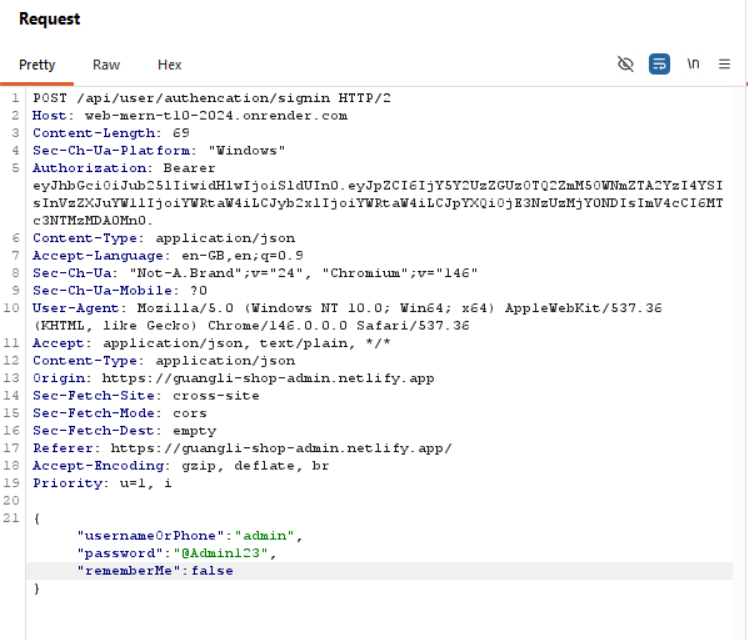 Request
Pretty Raw Hex
\n
1 POST /api/user/authencation/signin HTTP/2
2 Host: web-mern-t10-2024.onrender.com
3 Content-Length: 69
4 Sec-Ch-Ua-Platform: "Windows"
5 Authorization: Bearer
eyJhbGciOiJub25lIiwidHlwIjoiSldUIn0.eyJpZCI6IjY5Y2UzZGUzOTQ2ZmM5OWNmZTA2YzI4YSI
sInVzZXJuYW1lIjoiYWRtaW4iLCJyb2xlIjoiYWRtaW4iLCJpYXQiOjE3NzUzMjY0NDIsImV4cCI6MT
c3NTMzMDA0Mn0.
6 Content-Type: application/json
7 Accept-Language: en-GB,en;q=0.9
8 Sec-Ch-Ua: "Not-A.Brand";v="24", "Chromium";v="146"
9 Sec-Ch-Ua-Mobile: ?0
10 User-Agent: Mozilla/5.0 (Windows NT 10.0; Win64; x64) AppleWebKit/537.36
(KHTML, like Gecko) Chrome/146.0.0.0 Safari/537.36
11 Accept: application/json, text/plain, */*
12 Content-Type: application/json
13 Origin: https://guangli-shop-admin.netlify.app
14 Sec-Fetch-Site: cross-site
15 Sec-Fetch-Mode: cors
16 Sec-Fetch-Dest: empty
17 Referer: https://guangli-shop-admin.netlify.app/
18 Accept-Encoding: gzip, deflate, br
19 Priority: u=1, i
20
21 {
"usernameOrPhone":"admin",
"password":"@Admin123",
"rememberMe":false
}